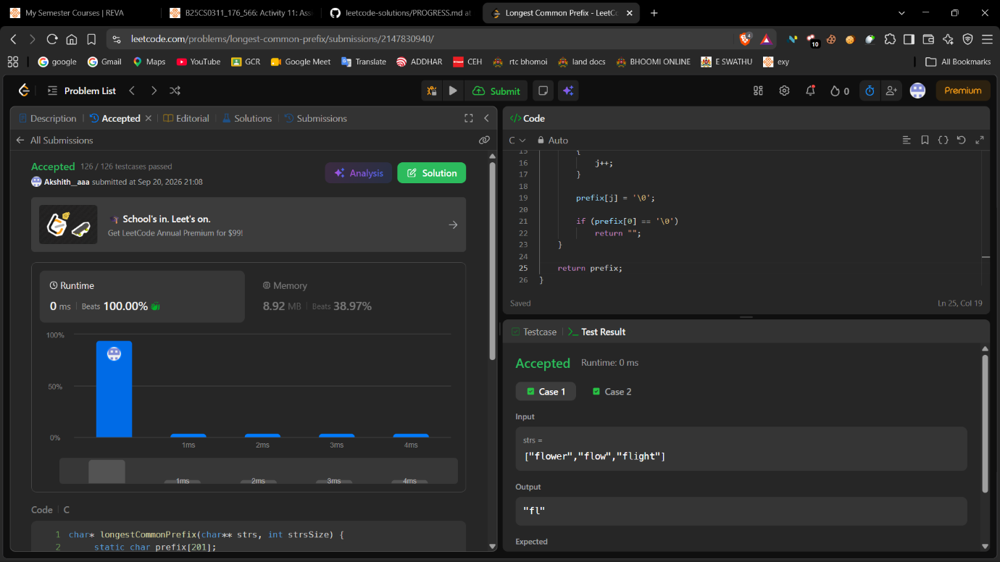 My Semester Courses | REVA
B25CS0311_176_566: Activity 11: Ass
leetcode-solutions/PROGRESS.md at
Longest Common Prefix - LeetCo
leetcode.com/problems/longest-common-prefix/submissions/2147830940/
4
10
google
Gmail
Maps
YouTube
GCR
Google Meet
Translate
ADDHAR
CEH
rtc bhomoi
land docs
BHOOMI ONLINE
E SWATHU
exy
All Bookmarks
Problem List
Submit
0
Premium
Description
Accepted
Editorial
Solutions
Submissions
All Submissions
Accepted 126 / 126 testcases passed
Akshith__aaa submitted at Sep 20, 2026 21:08
Analysis
Solution
School's in. Leet's on.
Get LeetCode Annual Premium for $99!
Runtime
0 ms | Beats 100.00%
Memory
8.92 MB | Beats 38.97%
100%
50%
0%
1ms
2ms
3ms
4ms
1ms
2ms
3ms
4ms
Code | C
1 char* longestCommonPrefix(char** strs, int strsSize) {
2 static char prefix[201];
</> Code
C
Auto
15 {
16 j++;
17 }
18
19 prefix[j] = '\0';
20
21 if (prefix[0] == '\0')
22 return "";
23 }
24
25 return prefix;
26 }
Saved
Ln 25, Col 19
Testcase
Test Result
Accepted Runtime: 0 ms
Case 1
Case 2
Input
strs =
["flower","flow","flight"]
Output
"fl"
Expected